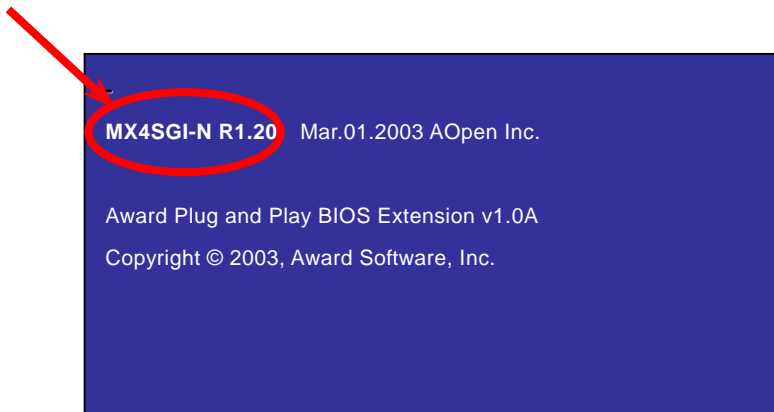 MX4SGI-N R1.20 Mar.01.2003 AOpen Inc.
Award Plug and Play BIOS Extension v1.0A
Copyright © 2003, Award Software, Inc.